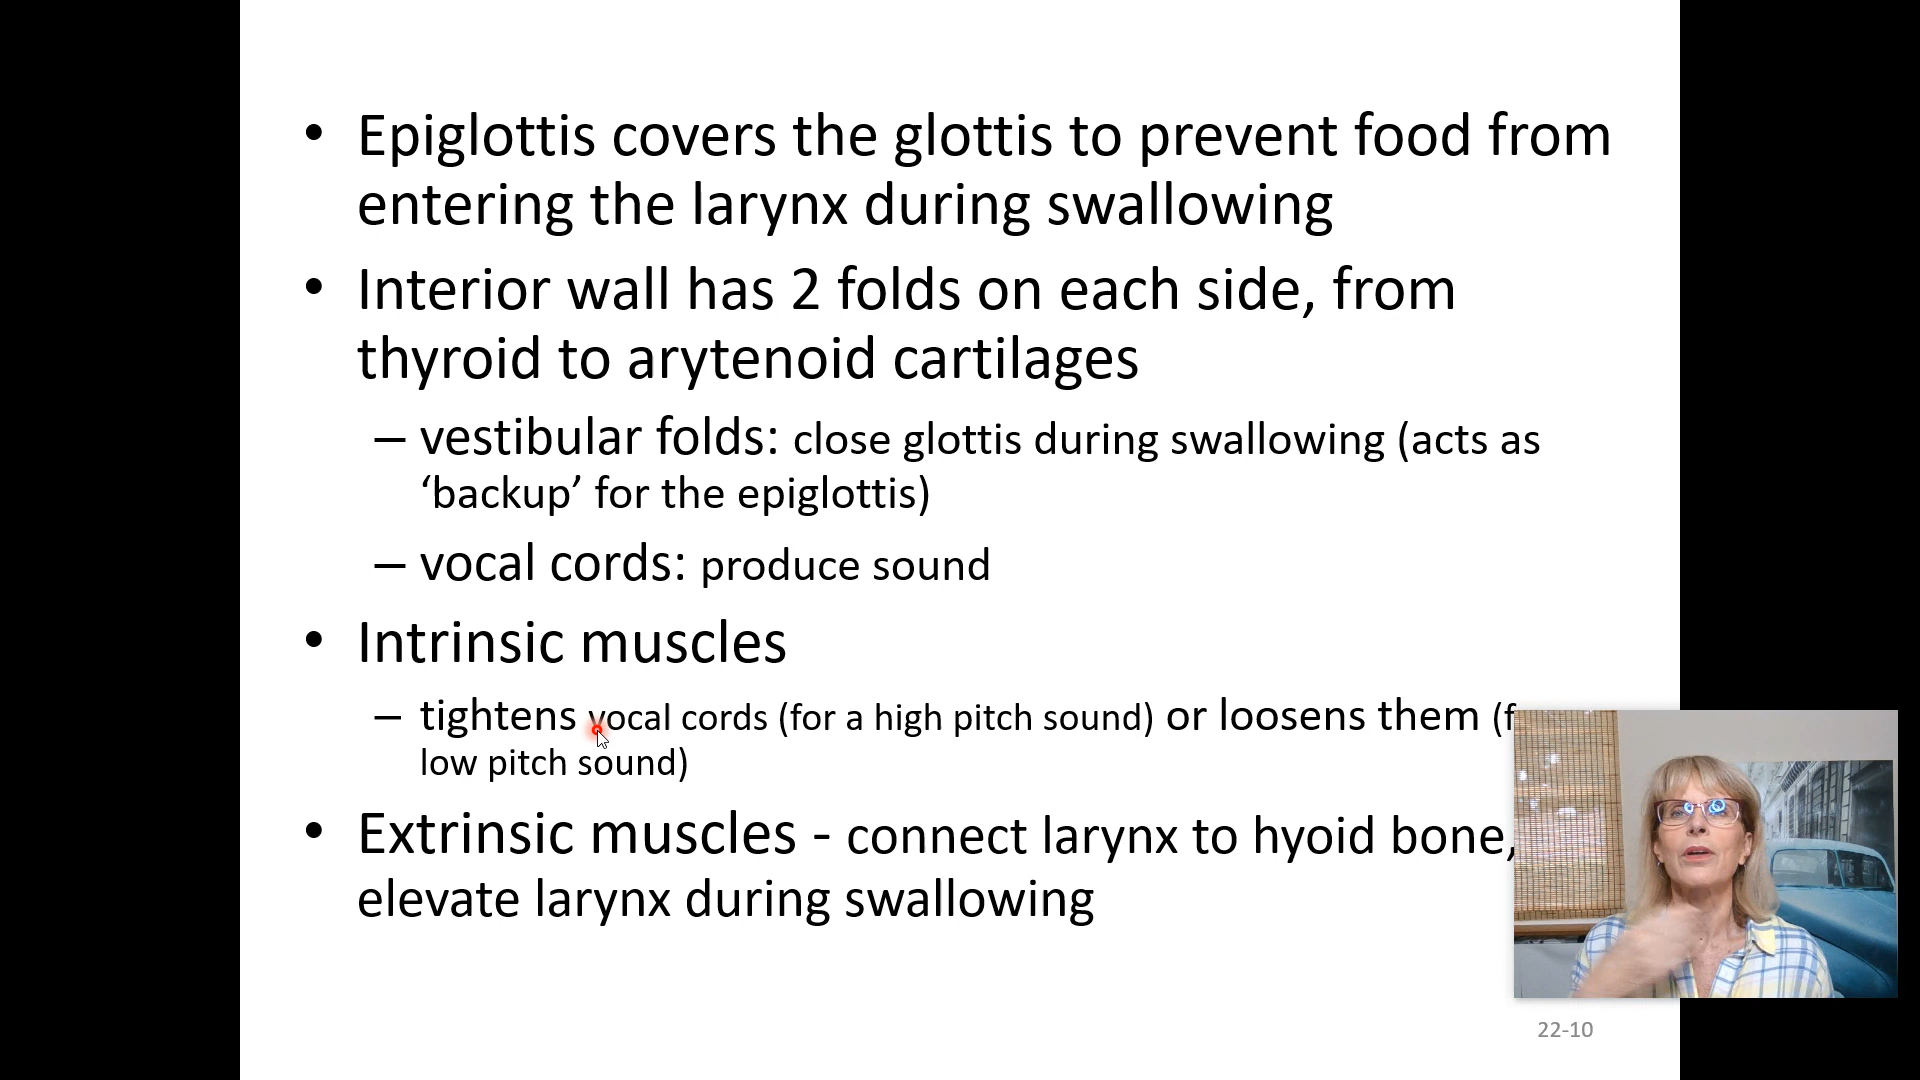 • Epiglottis covers the glottis to prevent food from
entering the larynx during swallowing
• Interior wall has 2 folds on each side, from
thyroid to arytenoid cartilages
– vestibular folds: close glottis during swallowing (acts as
‘backup’ for the epiglottis)
– vocal cords: produce sound
• Intrinsic muscles
– tightens vocal cords (for a high pitch sound) or loosens them
low pitch sound)
• Extrinsic muscles - connect larynx to hyoid bone,
elevate larynx during swallowing
22-10